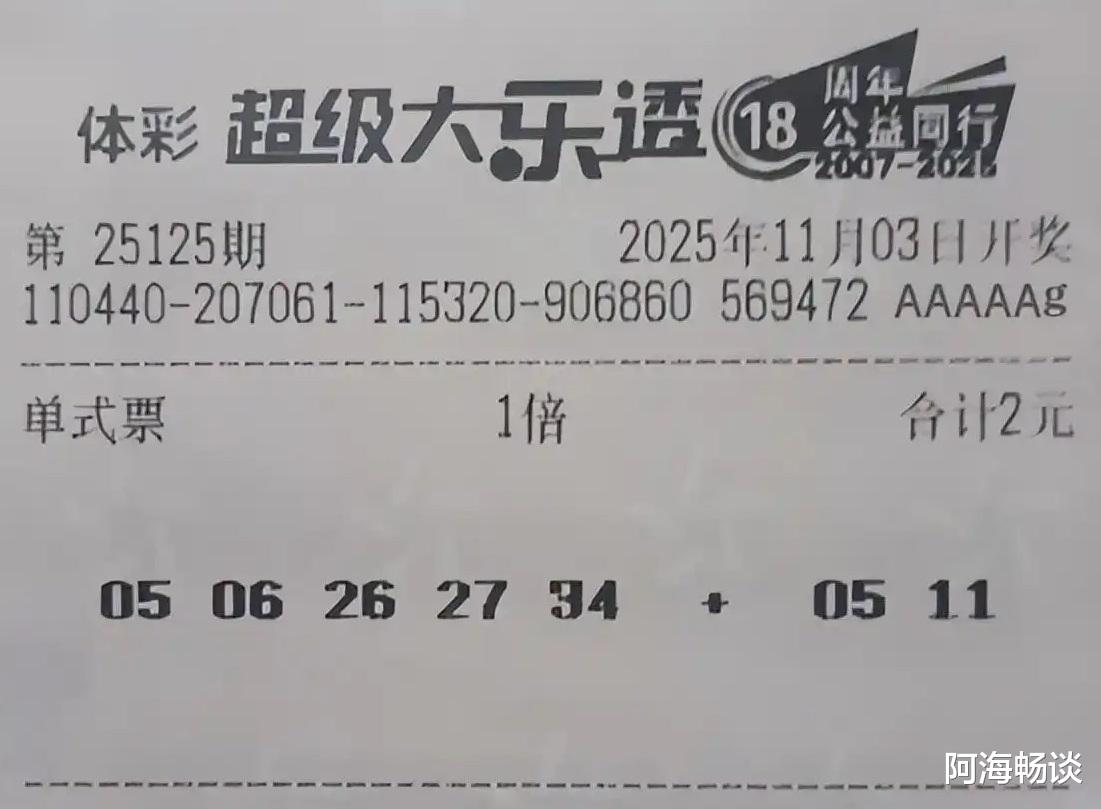 体彩 超级大乐透 18 周年
公益同行
2007-2025
第 25125期 2025年11月03日开奖
110440-207061-115320-906860 569472 AAAAAg
单式票 1倍 合计2元
05 06 26 27 34 + 05 11
阿海畅谈